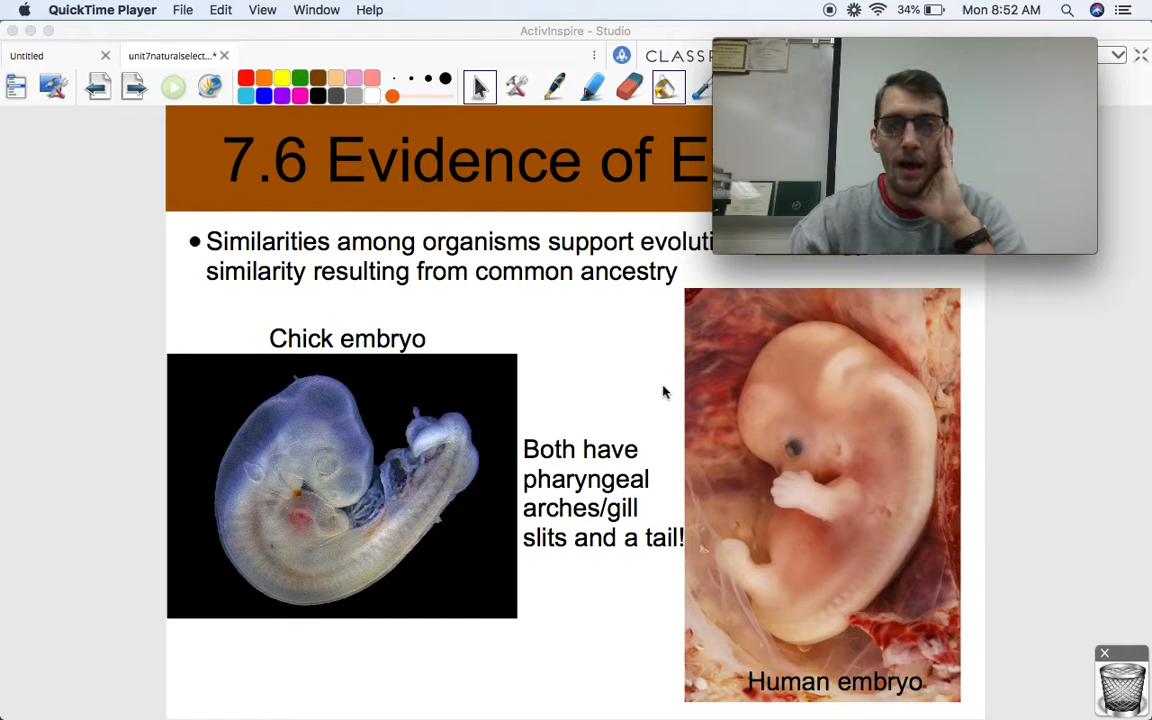 QuickTime Player File Edit View Window Help 34% Mon 8:52 AM
ActivInspire - Studio
Untitled unit7naturalselect...*
CLASS
7.6 Evidence of E
•Similarities among organisms support
similarity resulting from common ancestry
Chick embryo
Both have
pharyngeal
arches/gill
slits and a tail!
Human embryo